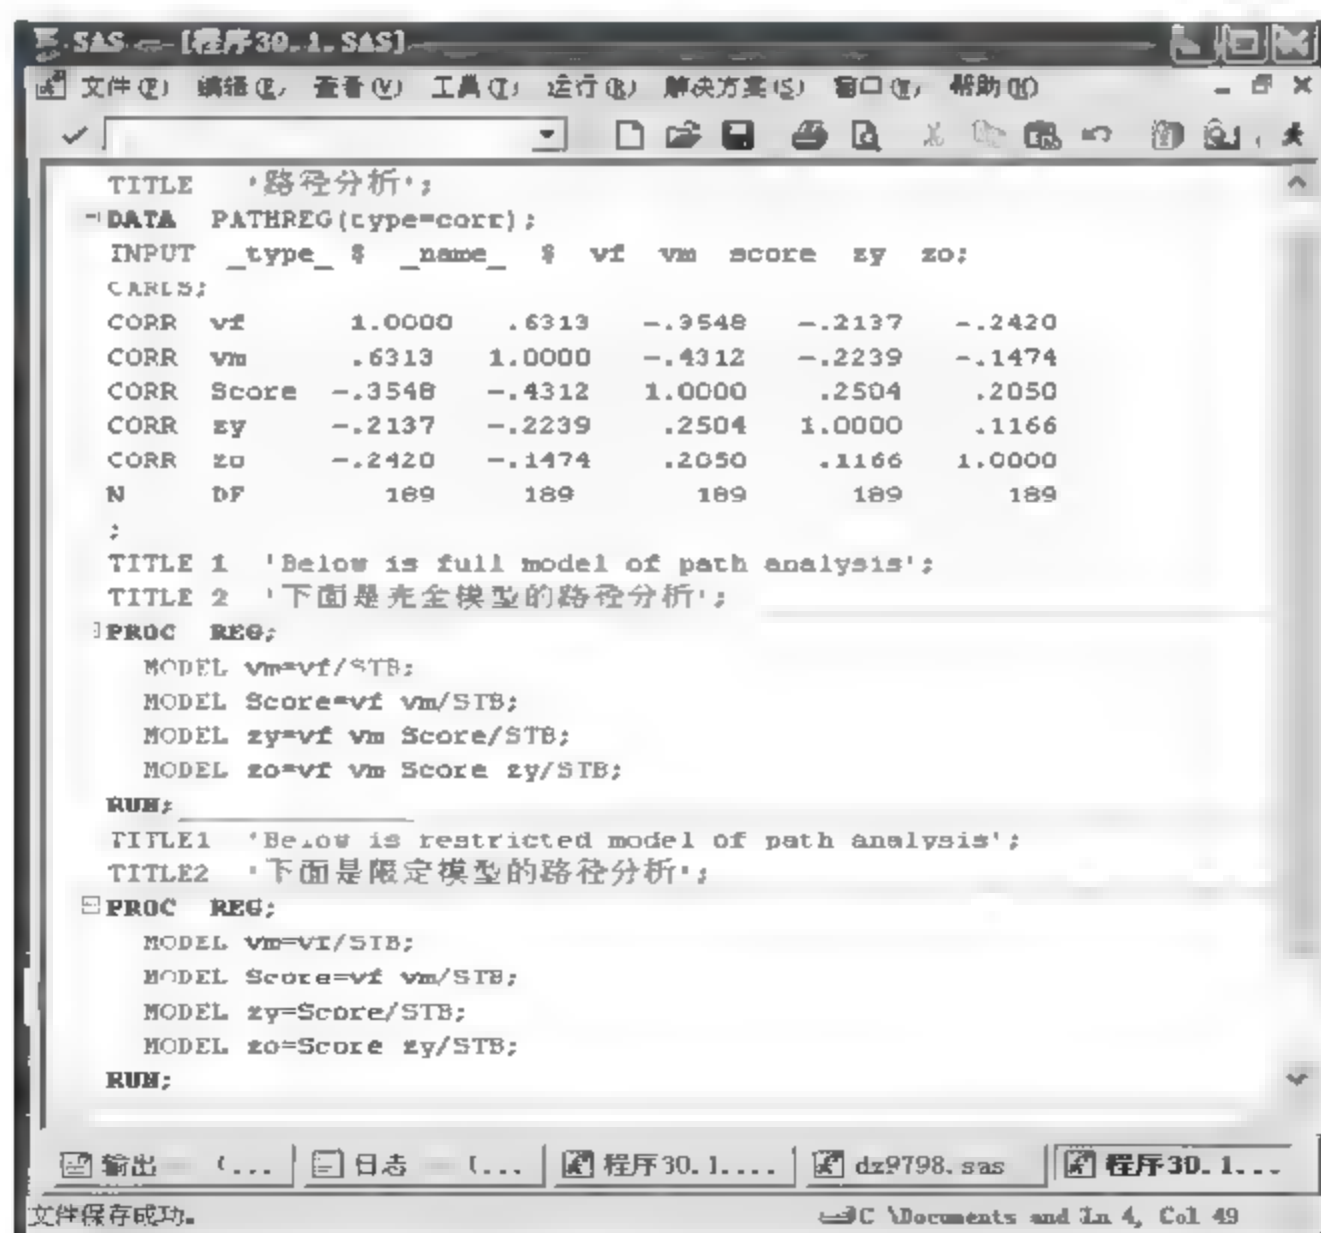 SAS — [程序30.1.SAS]
文件(F) 编辑(E) 查看(V) 工具(T) 运行(R) 解决方案(S) 窗口(W) 帮助(H)
TITLE '路径分析';
DATA PATHREG(type=corr);
INPUT _type_ $ _name_ $ vf vm score zy zo;
CARDS;
CORR vf 1.0000 .6313 -.3548 -.2137 -.2420
CORR vm .6313 1.0000 -.4312 -.2239 -.1474
CORR Score -.3548 -.4312 1.0000 .2504 .2050
CORR zy -.2137 -.2239 .2504 1.0000 .1166
CORR zo -.2420 -.1474 .2050 .1166 1.0000
N DF 189 189 189 189 189
;
TITLE 1 'Below is full model of path analysis';
TITLE 2 '下面是完全模型的路径分析';
PROC REG;
MODEL vm=vf/STB;
MODEL Score=vf vm/STB;
MODEL zy=vf vm Score/STB;
MODEL zo=vf vm Score zy/STB;
RUN;
TITLE1 'Below is restricted model of path analysis';
TITLE2 '下面是限定模型的路径分析';
PROC REG;
MODEL vm=vf/STB;
MODEL Score=vf vm/STB;
MODEL zy=Score/STB;
MODEL zo=Score zy/STB;
RUN;
输出 - (... 日志 - (... 程序30.1.... dz9798.sas 程序30.1...
文件保存成功。 C:\Documents and Ln 4, Col 49